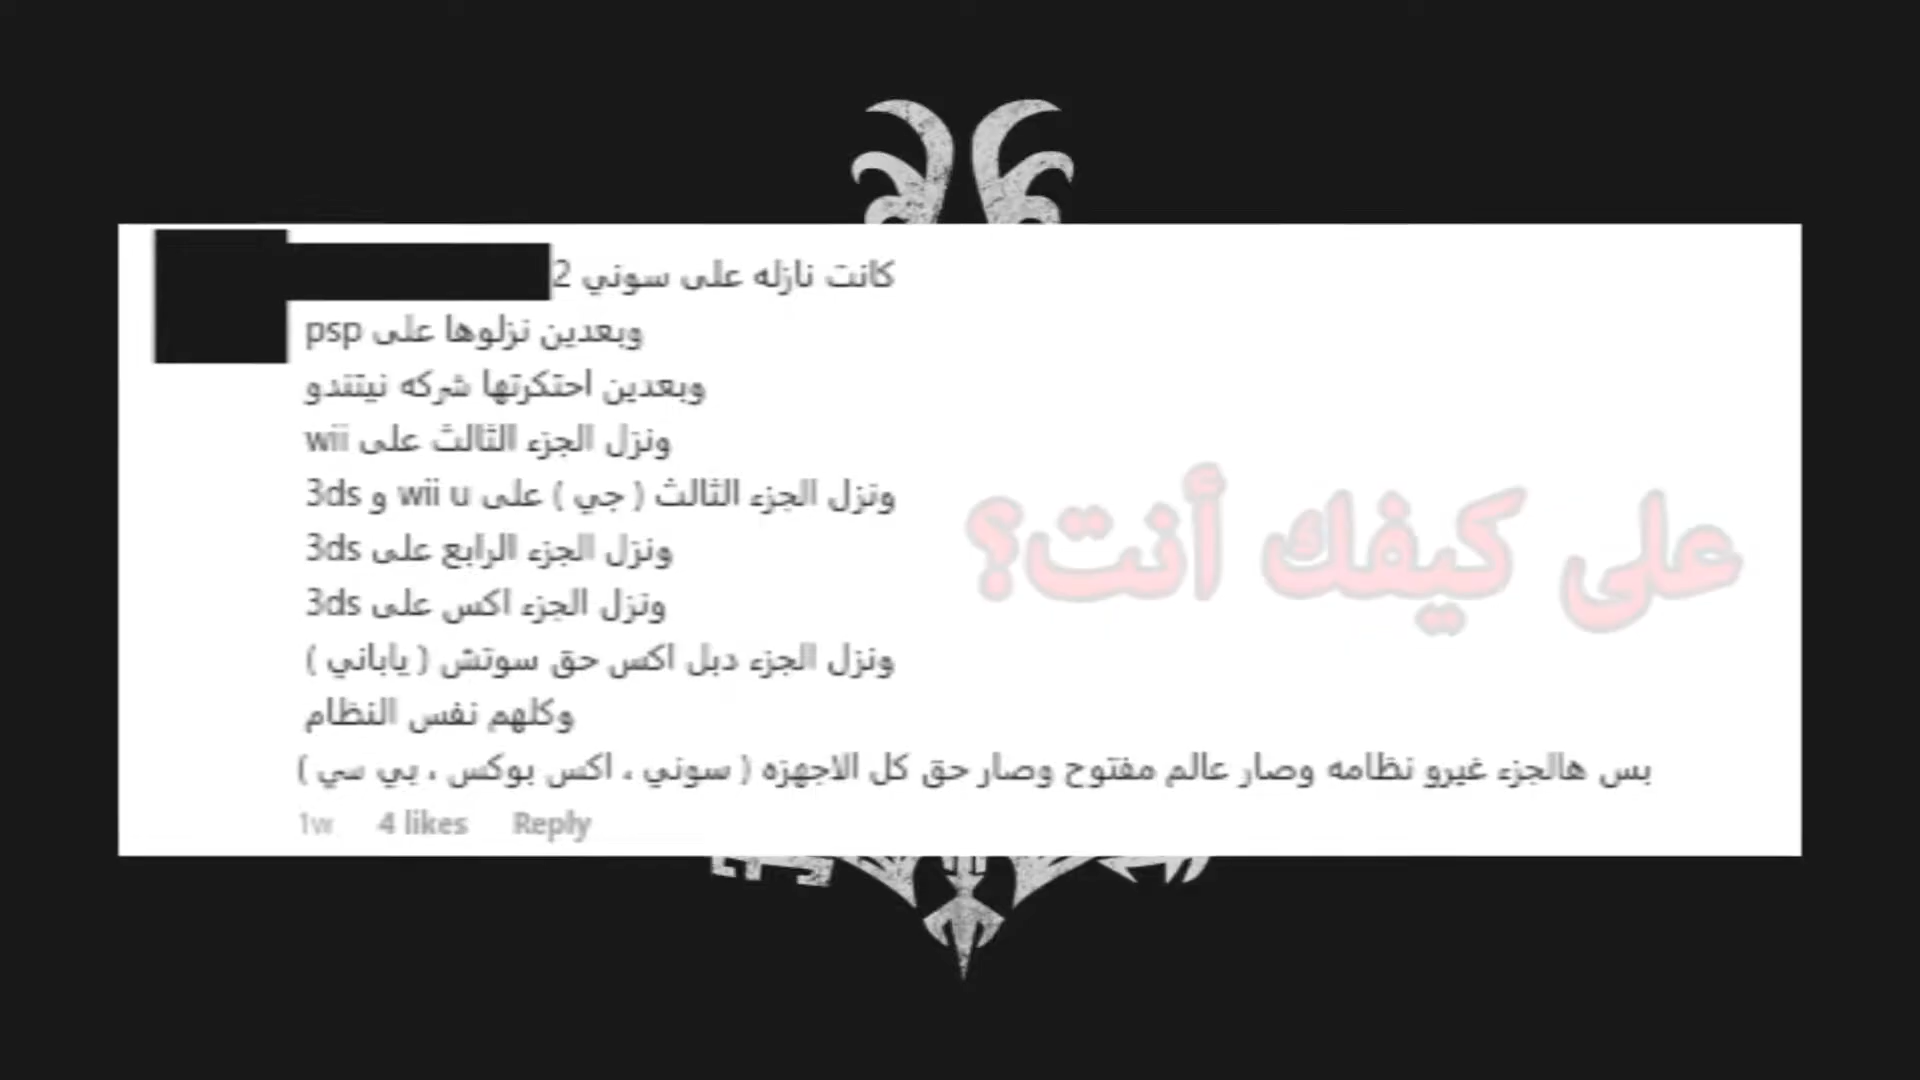 كانت نازله على سوني 2
وبعدين نزلوها على psp
وبعدين احتكرتها شركه نيتندو
ونزل الجزء الثالث على wii
ونزل الجزء الثالث ( جي ) على wii u و 3ds
ونزل الجزء الرابع على 3ds
ونزل الجزء اكس على 3ds
ونزل الجزء دبل اكس حق سوتش ( ياباني )
وكلهم نفس النظام
بس هالجزء غيرو نظامه وصار عالم مفتوح وصار حق كل الاجهزه ( سوني ، اكس بوكس ، بي سي )
1w 4 likes Reply
على كيفك أنت؟